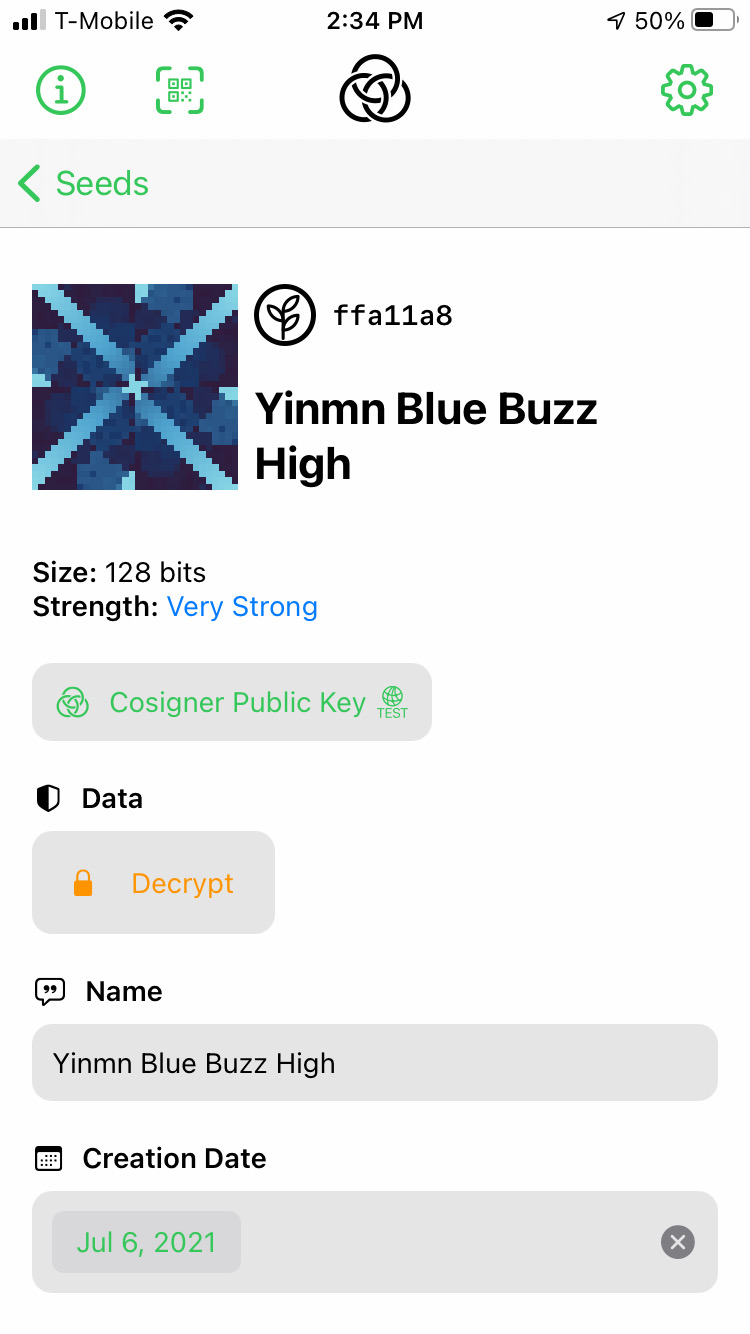 T-Mobile 2:34 PM 50%
Seeds
ffa11a8
Yinmn Blue Buzz
High
Size: 128 bits
Strength: Very Strong
Cosigner Public Key TEST
Data
Decrypt
Name
Yinmn Blue Buzz High
Creation Date
Jul 6, 2021